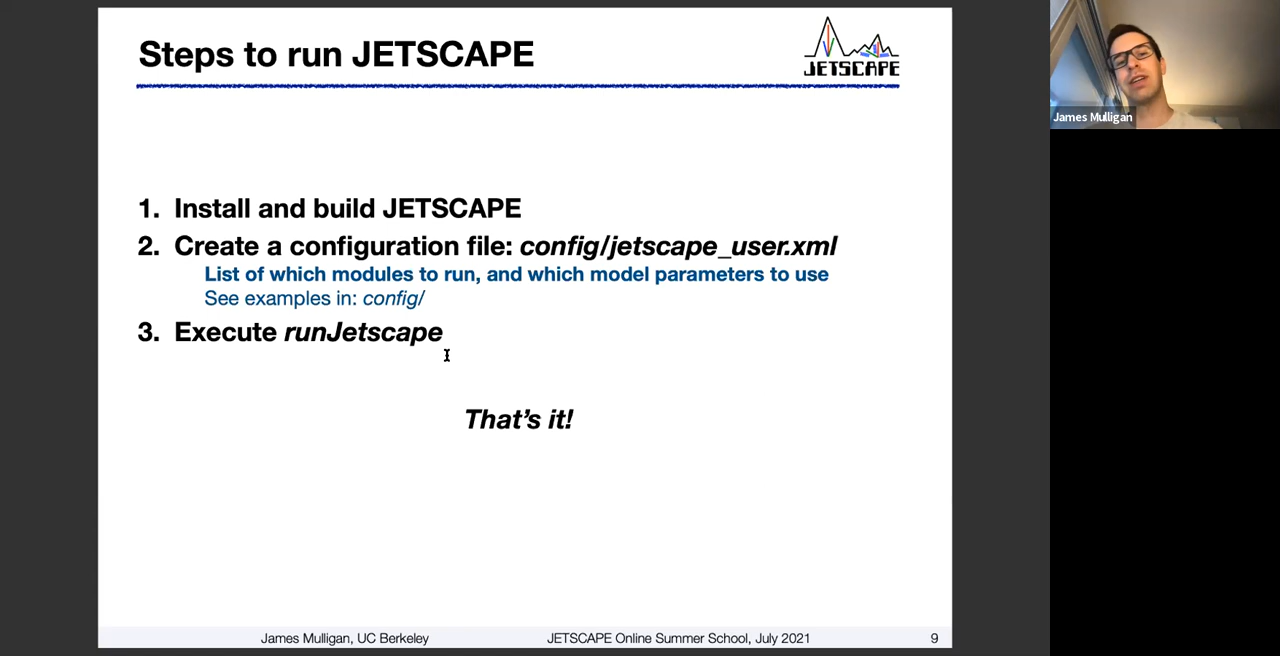 Steps to run JETSCAPE
JETSCAPE
James Mulligan
1. Install and build JETSCAPE
2. Create a configuration file: config/jetscape_user.xml
List of which modules to run, and which model parameters to use
See examples in: config/
3. Execute runJetscape
That's it!
James Mulligan, UC Berkeley
JETSCAPE Online Summer School, July 2021
9